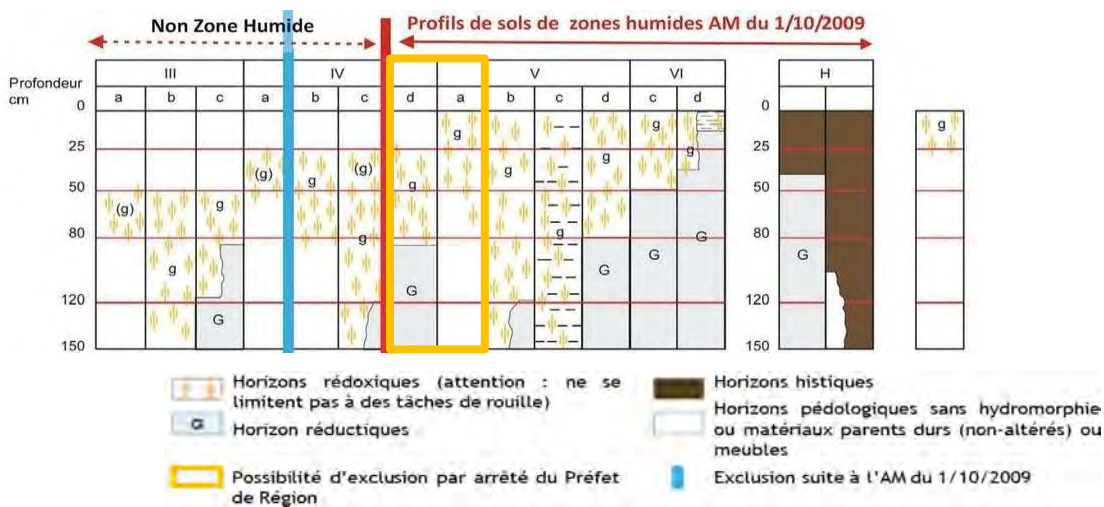 Non Zone Humide
Profils de sols de zones humides AM du 1/10/2009
III IV V VI H
Profondeur
cm
a b c a b c d a b c d c d
0 0
25 25
50 50
80 80
120 120
150 150
(g) g g (g) g (g) g g g g g g g
g g G
G G G G G
g
Horizons rédoxiques (attention : ne se
limitent pas à des tâches de rouille)
G Horizon réductiques
Possibilité d'exclusion par arrêté du Préfet
de Région
Horizons histiques
Horizons pédologiques sans hydromorphie
ou matériaux parents durs (non-altérés) ou
meubles
Exclusion suite à l'AM du 1/10/2009